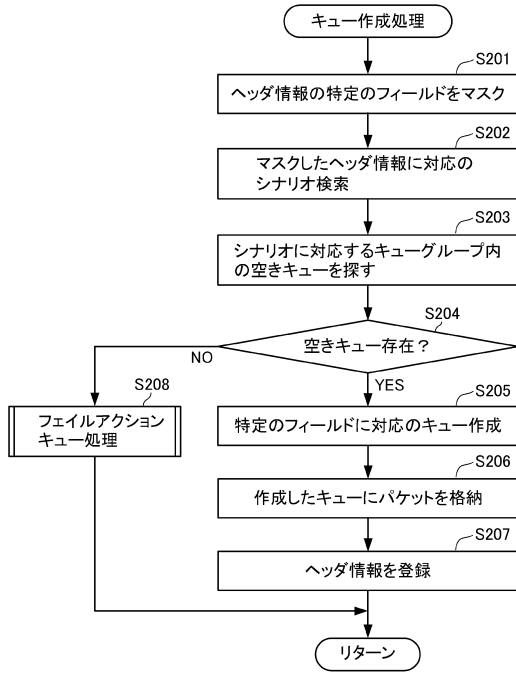 キュー作成処理
S201
ヘッダ情報の特定のフィールドをマスク
S202
マスクしたヘッダ情報に対応の
シナリオ検索
S203
シナリオに対応するキューグループ内
の空きキューを探す
S204
空きキュー存在？
NO
YES
S208
フェイルアクション
キュー処理
S205
特定のフィールドに対応のキュー作成
S206
作成したキューにパケットを格納
S207
ヘッダ情報を登録
リターン